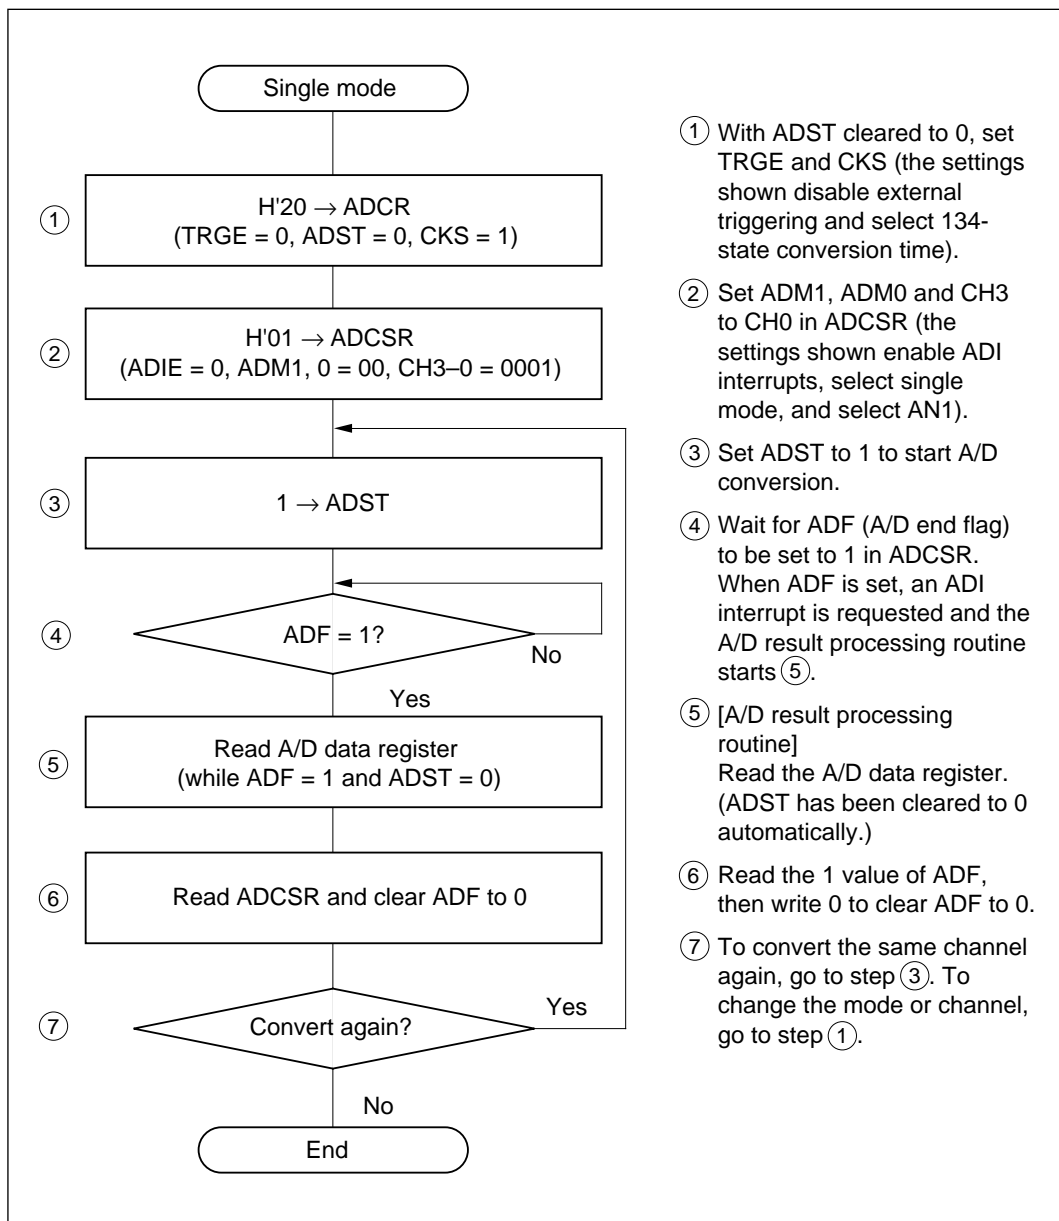 Single mode
①
H'20 → ADCR
(TRGE = 0, ADST = 0, CKS = 1)
②
H'01 → ADCSR
(ADIE = 0, ADM1, 0 = 00, CH3–0 = 0001)
③
1 → ADST
④
ADF = 1?
No
Yes
⑤
Read A/D data register
(while ADF = 1 and ADST = 0)
⑥
Read ADCSR and clear ADF to 0
⑦
Convert again?
Yes
No
End
① With ADST cleared to 0, set
TRGE and CKS (the settings
shown disable external
triggering and select 134-
state conversion time).
② Set ADM1, ADM0 and CH3
to CH0 in ADCSR (the
settings shown enable ADI
interrupts, select single
mode, and select AN1).
③ Set ADST to 1 to start A/D
conversion.
④ Wait for ADF (A/D end flag)
to be set to 1 in ADCSR.
When ADF is set, an ADI
interrupt is requested and the
A/D result processing routine
starts ⑤.
⑤ [A/D result processing
routine]
Read the A/D data register.
(ADST has been cleared to 0
automatically.)
⑥ Read the 1 value of ADF,
then write 0 to clear ADF to 0.
⑦ To convert the same channel
again, go to step ③. To
change the mode or channel,
go to step ①.